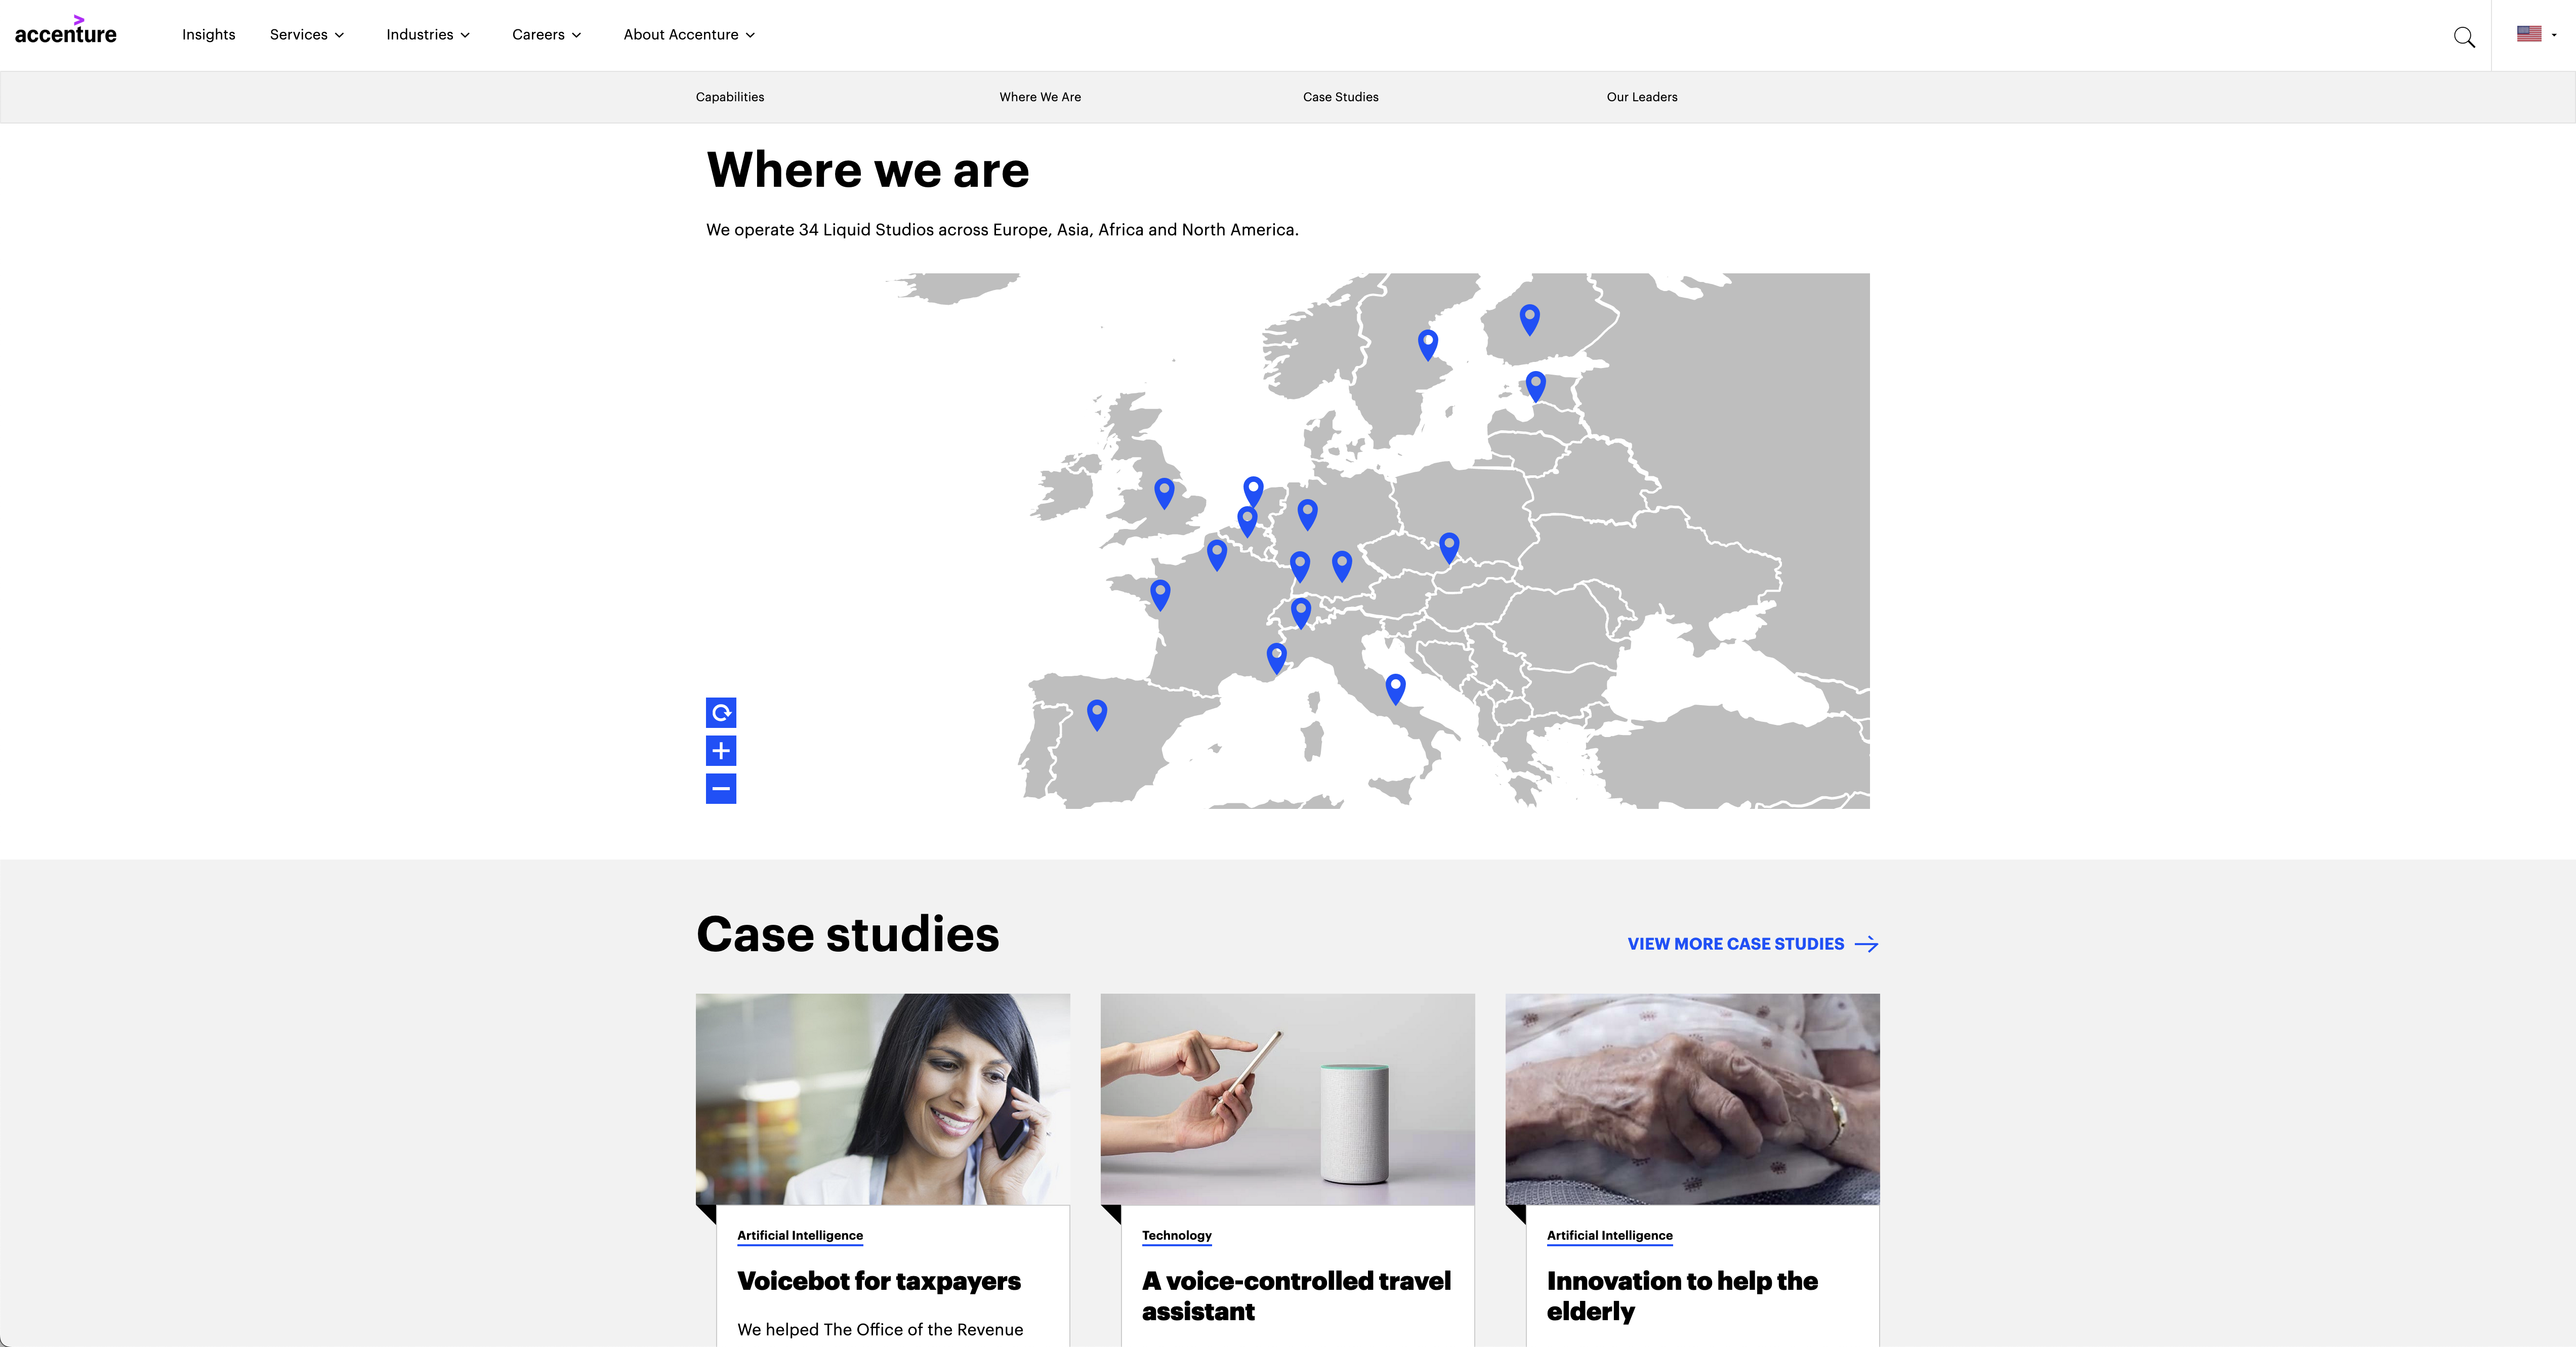 accenture
Insights
Services
Industries
Careers
About Accenture
Capabilities
Where We Are
Case Studies
Our Leaders
Where we are
We operate 34 Liquid Studios across Europe, Asia, Africa and North America.
Case studies
VIEW MORE CASE STUDIES
Artificial Intelligence
Voicebot for taxpayers
We helped The Office of the Revenue
Technology
A voice-controlled travel
assistant
Artificial Intelligence
Innovation to help the
elderly